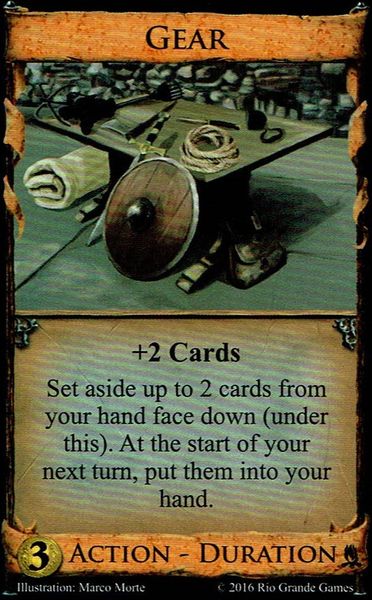 GEAR
+2 Cards
Set aside up to 2 cards from
your hand face down (under
this). At the start of your
next turn, put them into your
hand.
3 ACTION - DURATION
Illustration: Marco Morte © 2016 Rio Grande Games